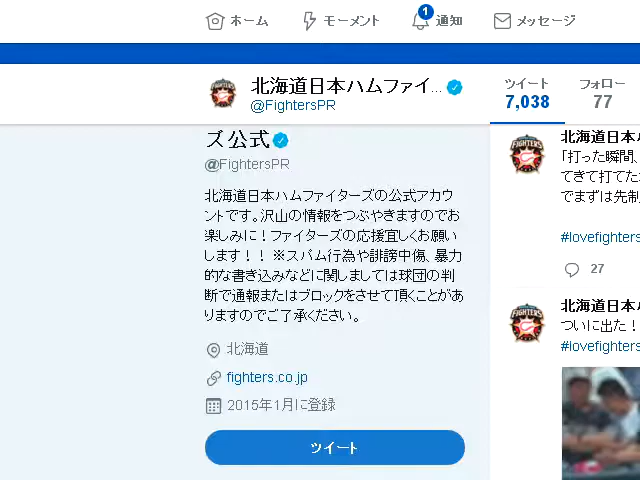 ホーム
モーメント
1
通知
メッセージ
北海道日本ハムファイ...
@FightersPR
ツイート
7,038
フォロー
77
ズ公式
@FightersPR
北海道日本ハムファイターズの公式アカウ
ントです。沢山の情報をつぶやきますのでお
楽しみに！ファイターズの応援宜しくお願い
します！！ ※スパム行為や誹謗中傷、暴力
的な書き込みなどに関しましては球団の判
断で通報またはブロックをさせて頂くことがあ
りますのでご了承ください。
北海道
fighters.co.jp
2015年1月に登録
ツイート
FIGHTERS
北海道日本ハ
「打った瞬間、
てきて打てた
でまずは先制
#lovefighters
27
FIGHTERS
北海道日本ハ
ついに出た！
#lovefighters